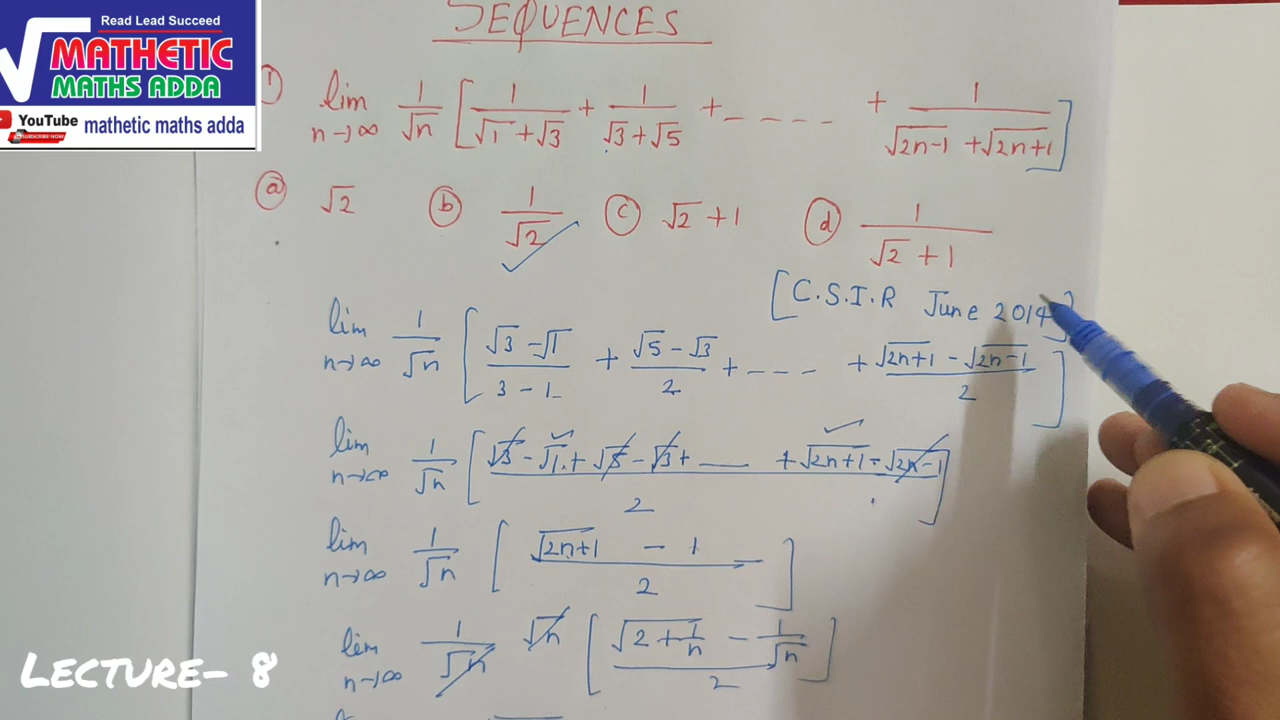 Read Lead Succeed
MATHETIC
MATHS ADDA
YouTube mathetic maths adda
SUBSCRIBE NOW
SEQUENCES
1) lim n→∞ 1/√n [ 1/(√1 + √3) + 1/(√3 + √5) + ---- + 1/(√2n-1 + √2n+1) ]
(a) √2 (b) 1/√2 ✓ (c) √2 + 1 (d) 1/(√2 + 1)
[C.S.I.R June 2014]
lim n→∞ 1/√n [ (√3 - √1)/(3 - 1) + (√5 - √3)/2 + ---- + (√2n+1 - √2n-1)/2 ]
lim n→∞ 1/√n [ (√3 - √1 + √5 - √3 + ---- + √2n+1 - √2n-1)/2 ]
lim n→∞ 1/√n [ (√2n+1 - 1)/2 ]
lim n→∞ 1/√n √n [ (√2 + 1/n - 1/√n)/2 ]
LECTURE- 8